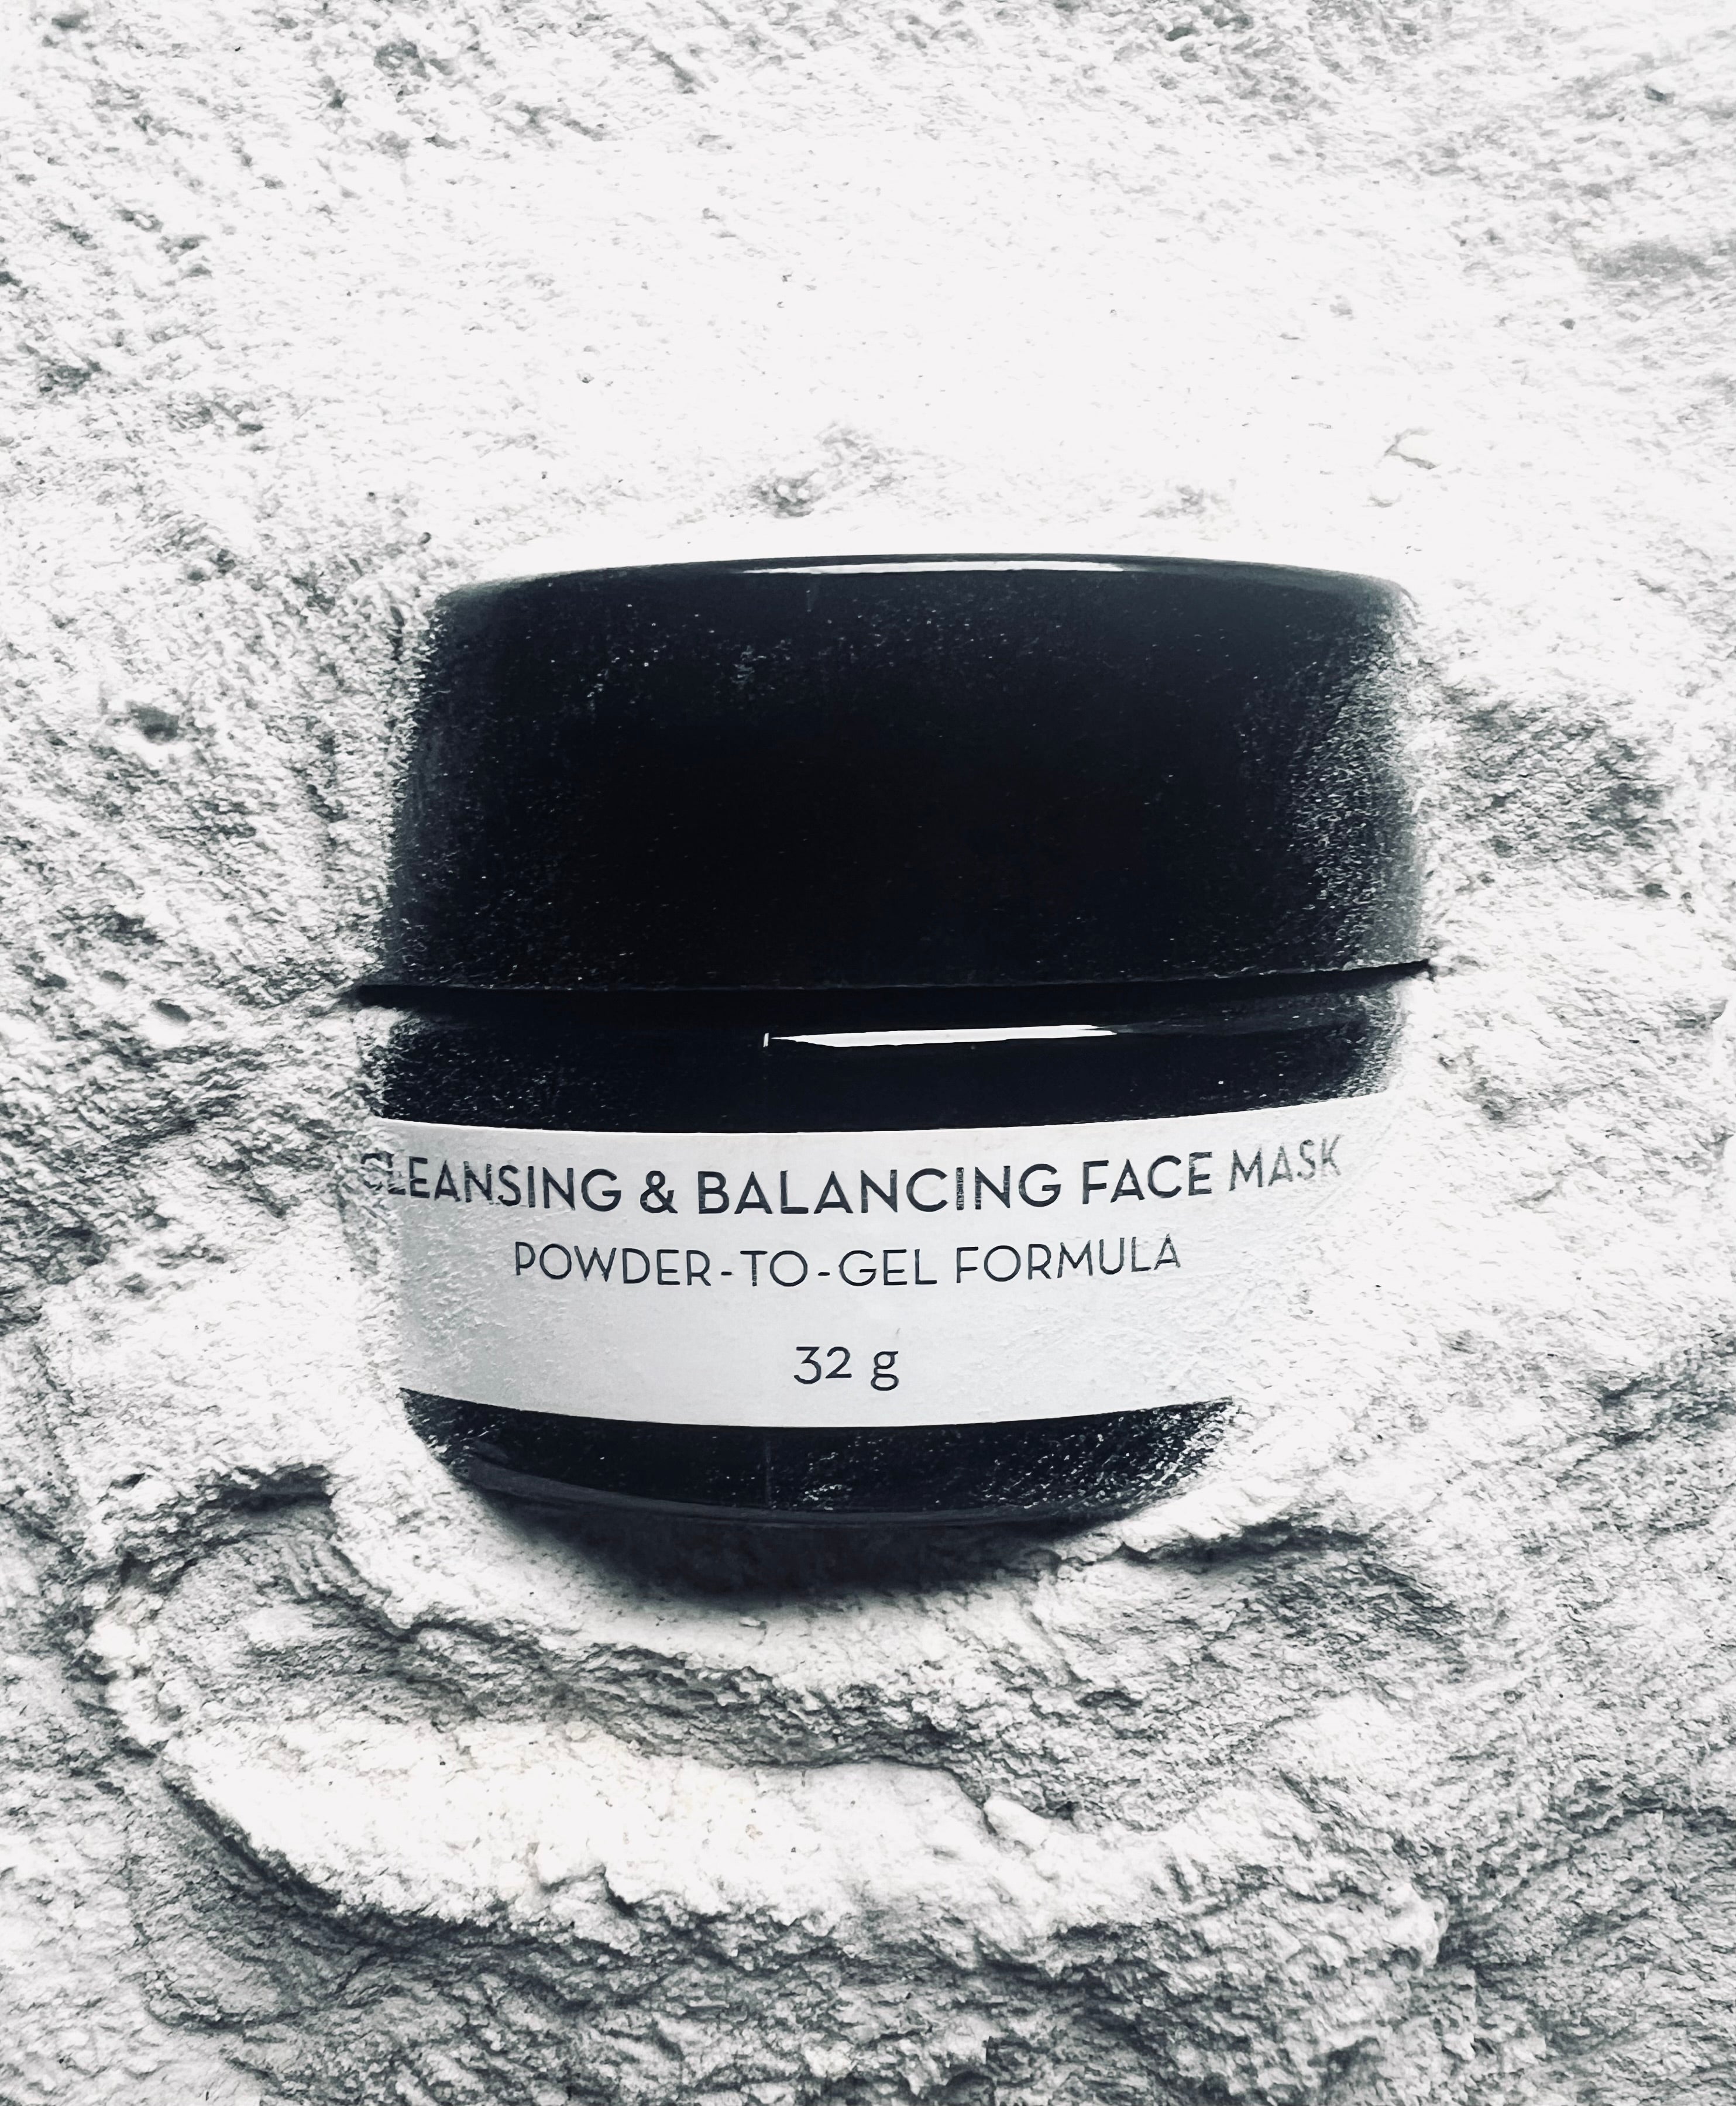 CLEANSING & BALANCING FACE MASK
POWDER-TO-GEL FORMULA
32 g